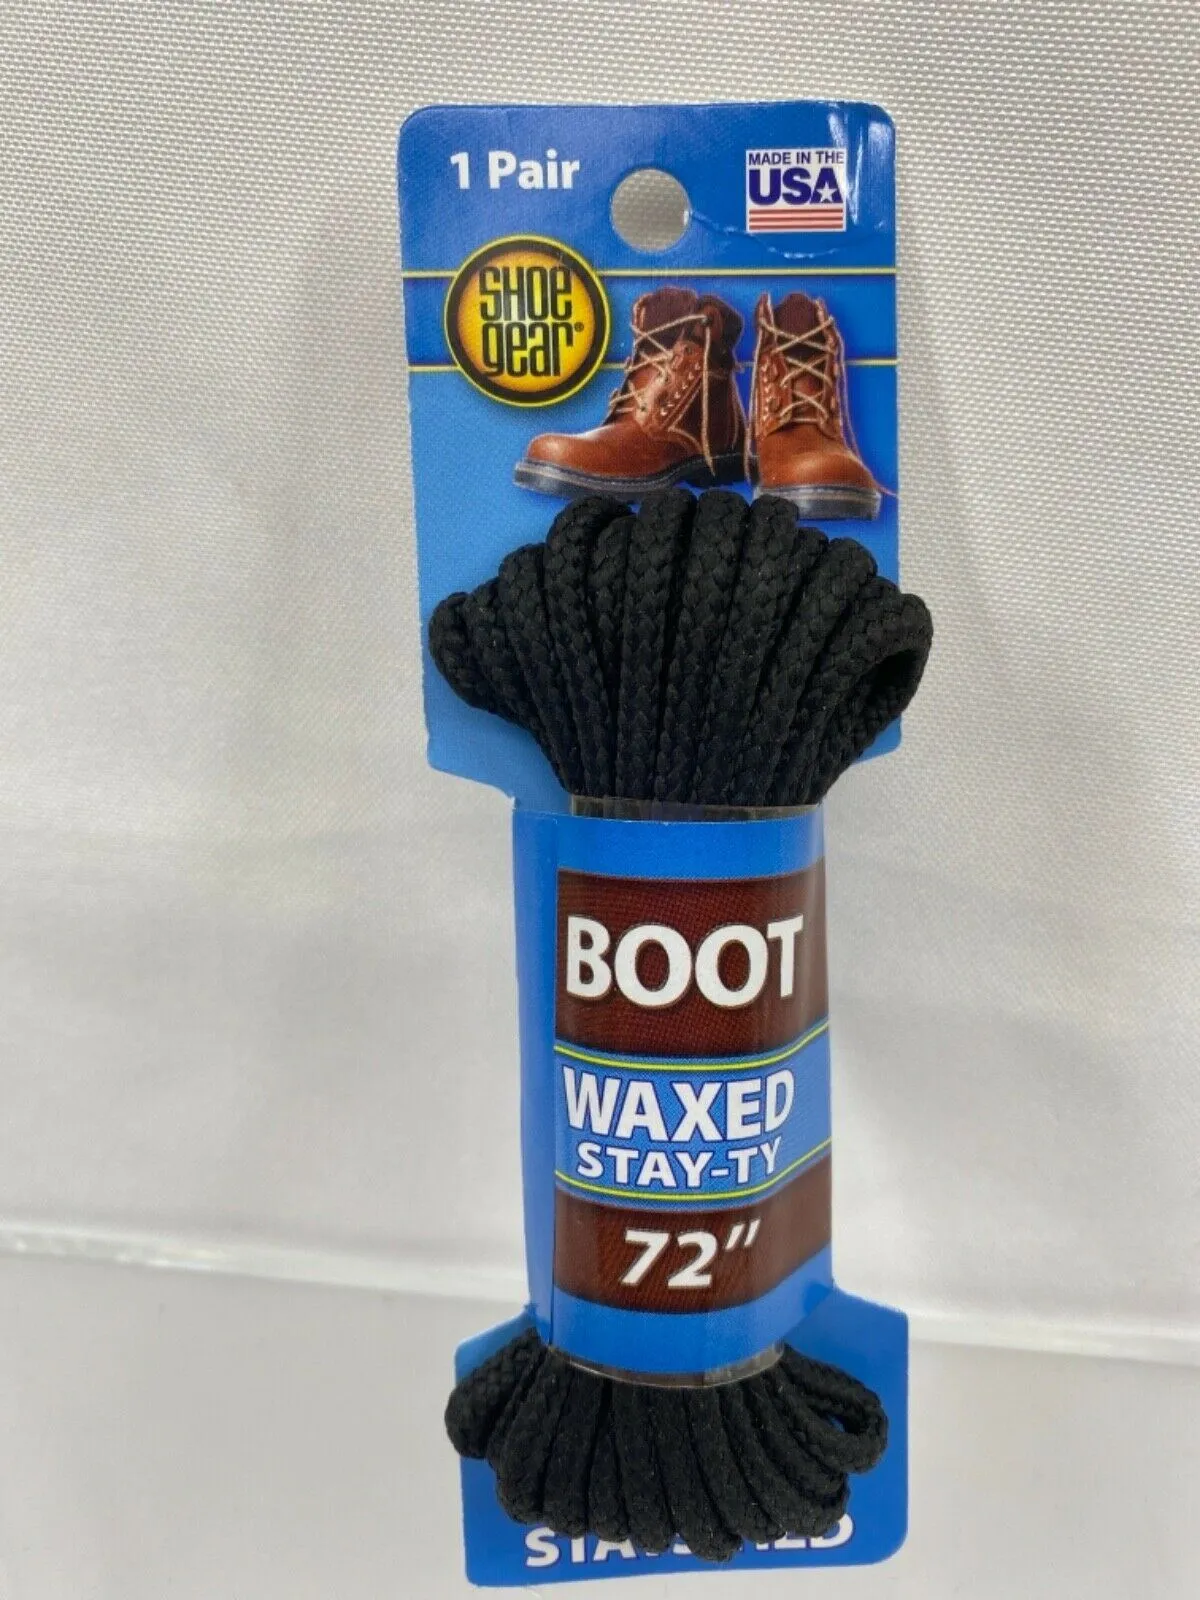 1 Pair
MADE IN THE
USA
SHOE
gear®
BOOT
WAXED
STAY-TY
72"